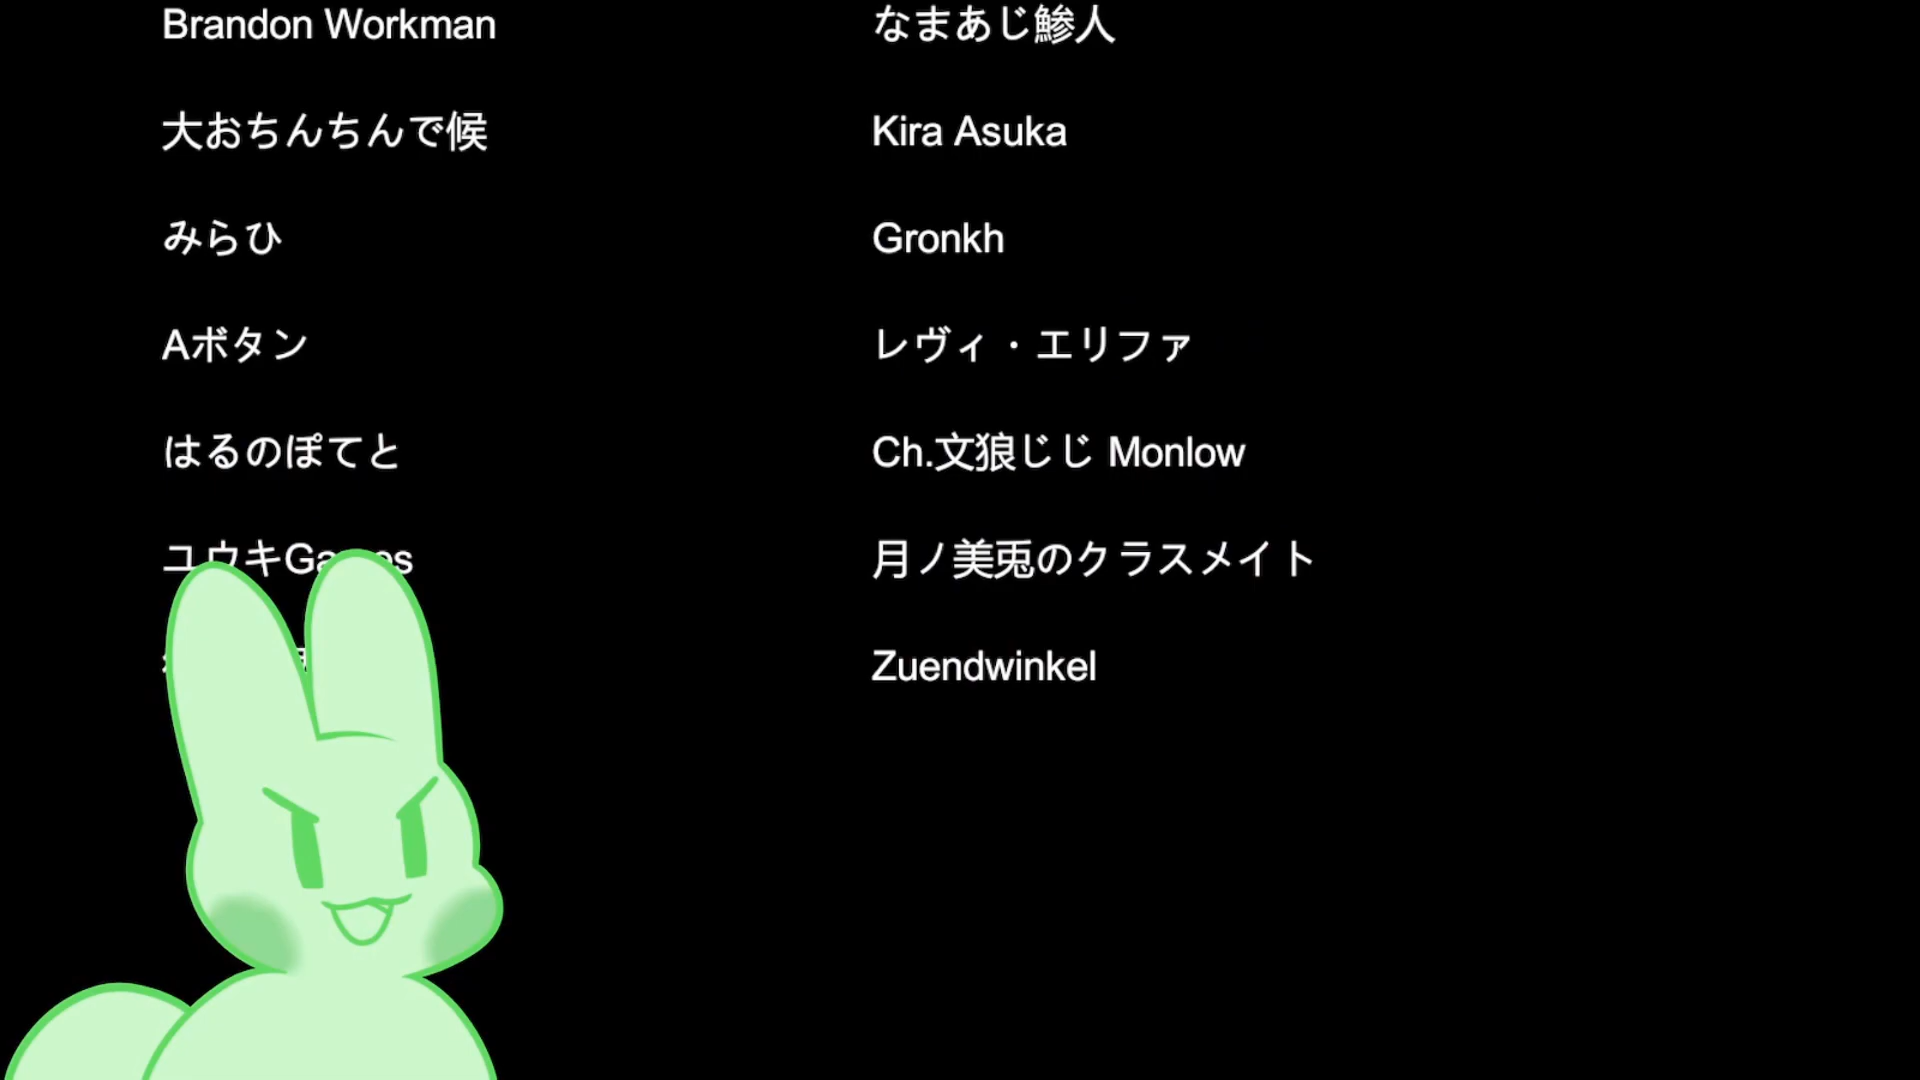 Brandon Workman
なまあじ鯵人
大おちんちんで候
Kira Asuka
みらひ
Gronkh
Aボタン
レヴィ・エリファ
はるのぽてと
Ch.文狼じじ Monlow
ユウキ
月ノ美兎のクラスメイト
Zuendwinkel